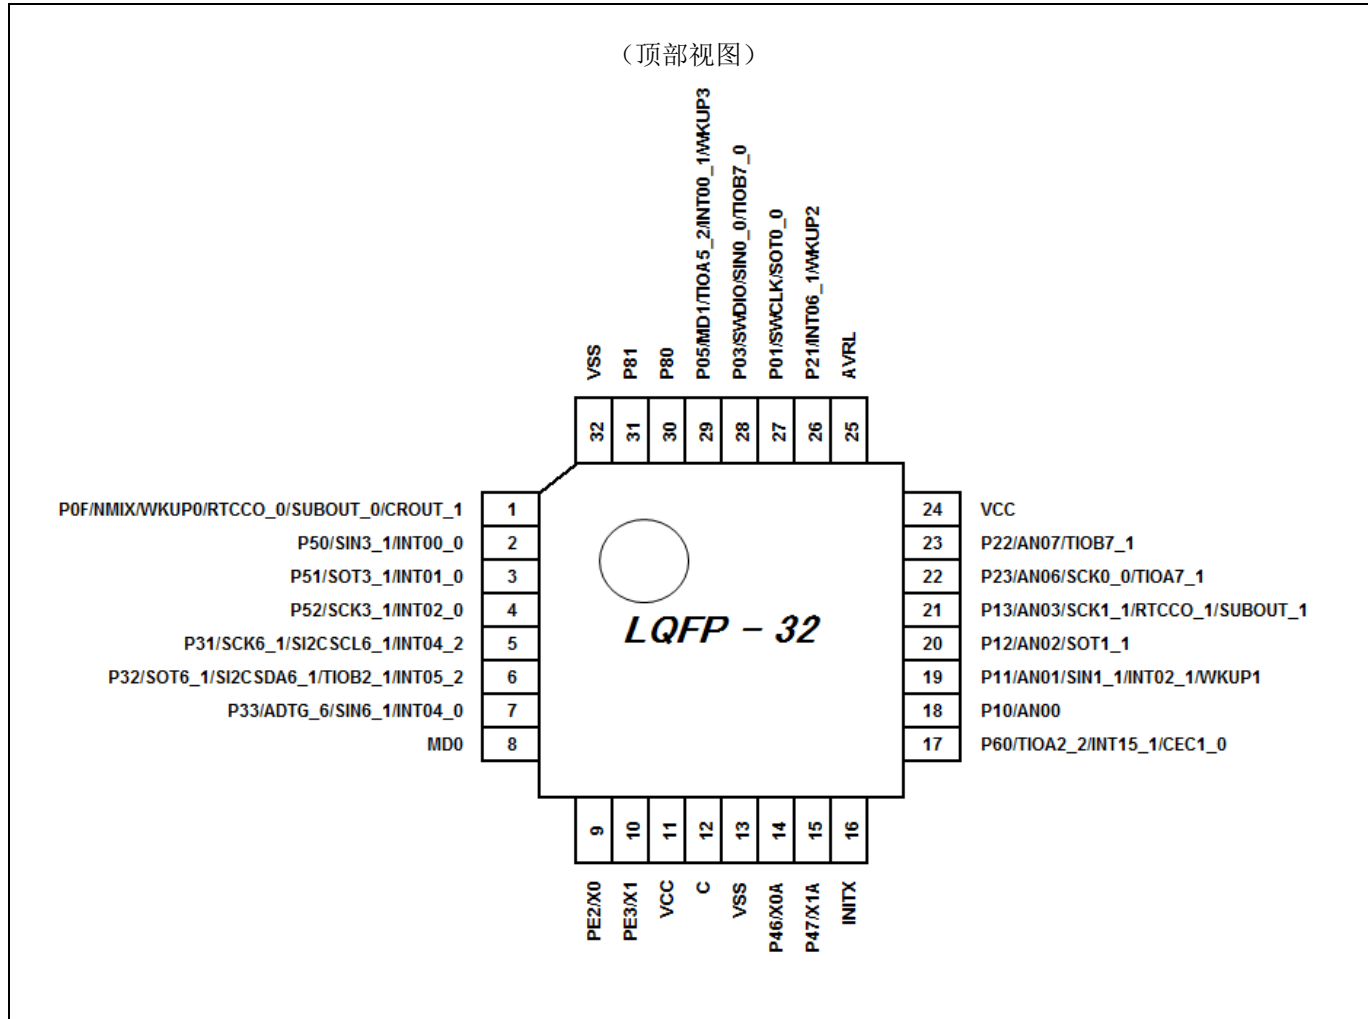 （顶部视图）
VSS
P81
P80
P05/MD1/TIOA5_2/INT00_1/WKUP3
P03/SWDIO/SIN0_0/TIOB7_0
P01/SWCLK/SOT0_0
P21/INT06_1/WKUP2
AVRL
32 31 30 29 28 27 26 25
P0F/NMIX/WKUP0/RTCCO_0/SUBOUT_0/CROUT_1 1
P50/SIN3_1/INT00_0 2
P51/SOT3_1/INT01_0 3
P52/SCK3_1/INT02_0 4
P31/SCK6_1/SI2CSCL6_1/INT04_2 5
P32/SOT6_1/SI2CSDA6_1/TIOB2_1/INT05_2 6
P33/ADTG_6/SIN6_1/INT04_0 7
MD0 8
LQFP - 32
24 VCC
23 P22/AN07/TIOB7_1
22 P23/AN06/SCK0_0/TIOA7_1
21 P13/AN03/SCK1_1/RTCCO_1/SUBOUT_1
20 P12/AN02/SOT1_1
19 P11/AN01/SIN1_1/INT02_1/WKUP1
18 P10/AN00
17 P60/TIOA2_2/INT15_1/CEC1_0
9 10 11 12 13 14 15 16
PE2/X0
PE3/X1
VCC
C
VSS
P46/X0A
P47/X1A
INITX